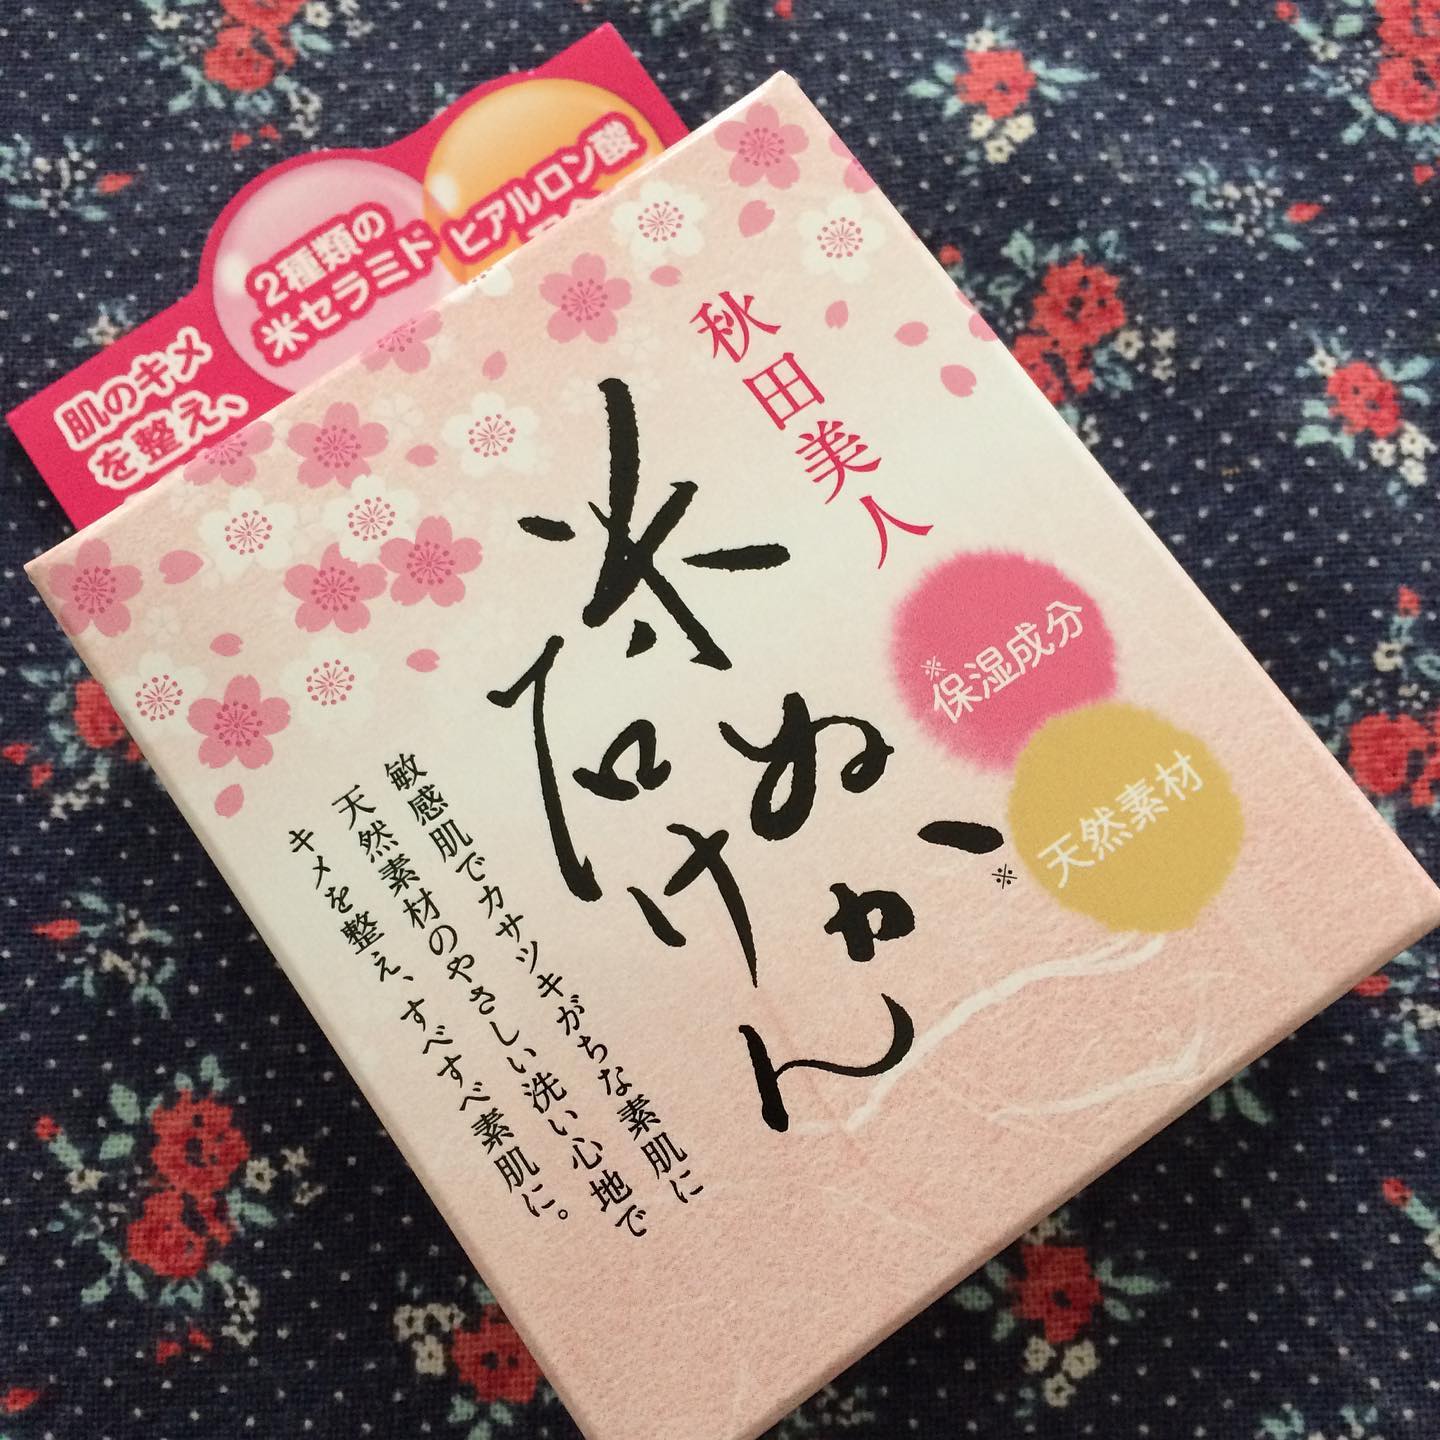 肌のキメ
を整え、
2種類の
米セラミド
ヒアルロン酸
秋田美人
米ぬか
石けん
※保湿成分
天然素材
※
敏感肌でカサツキがちな素肌に
天然素材のやさしい洗い心地で
キメを整え、すべすべ素肌に。